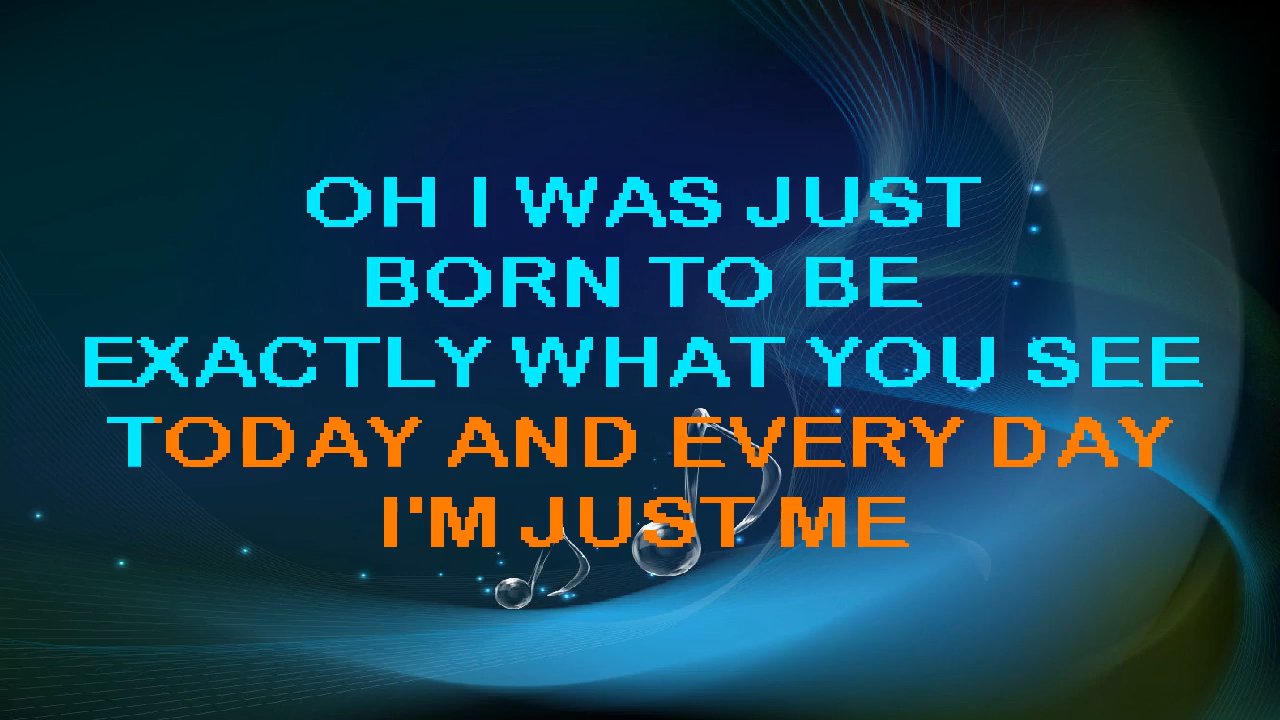 OH I WAS JUST
BORN TO BE
EXACTLY WHAT YOU SEE
TODAY AND EVERY DAY
I'M JUST ME